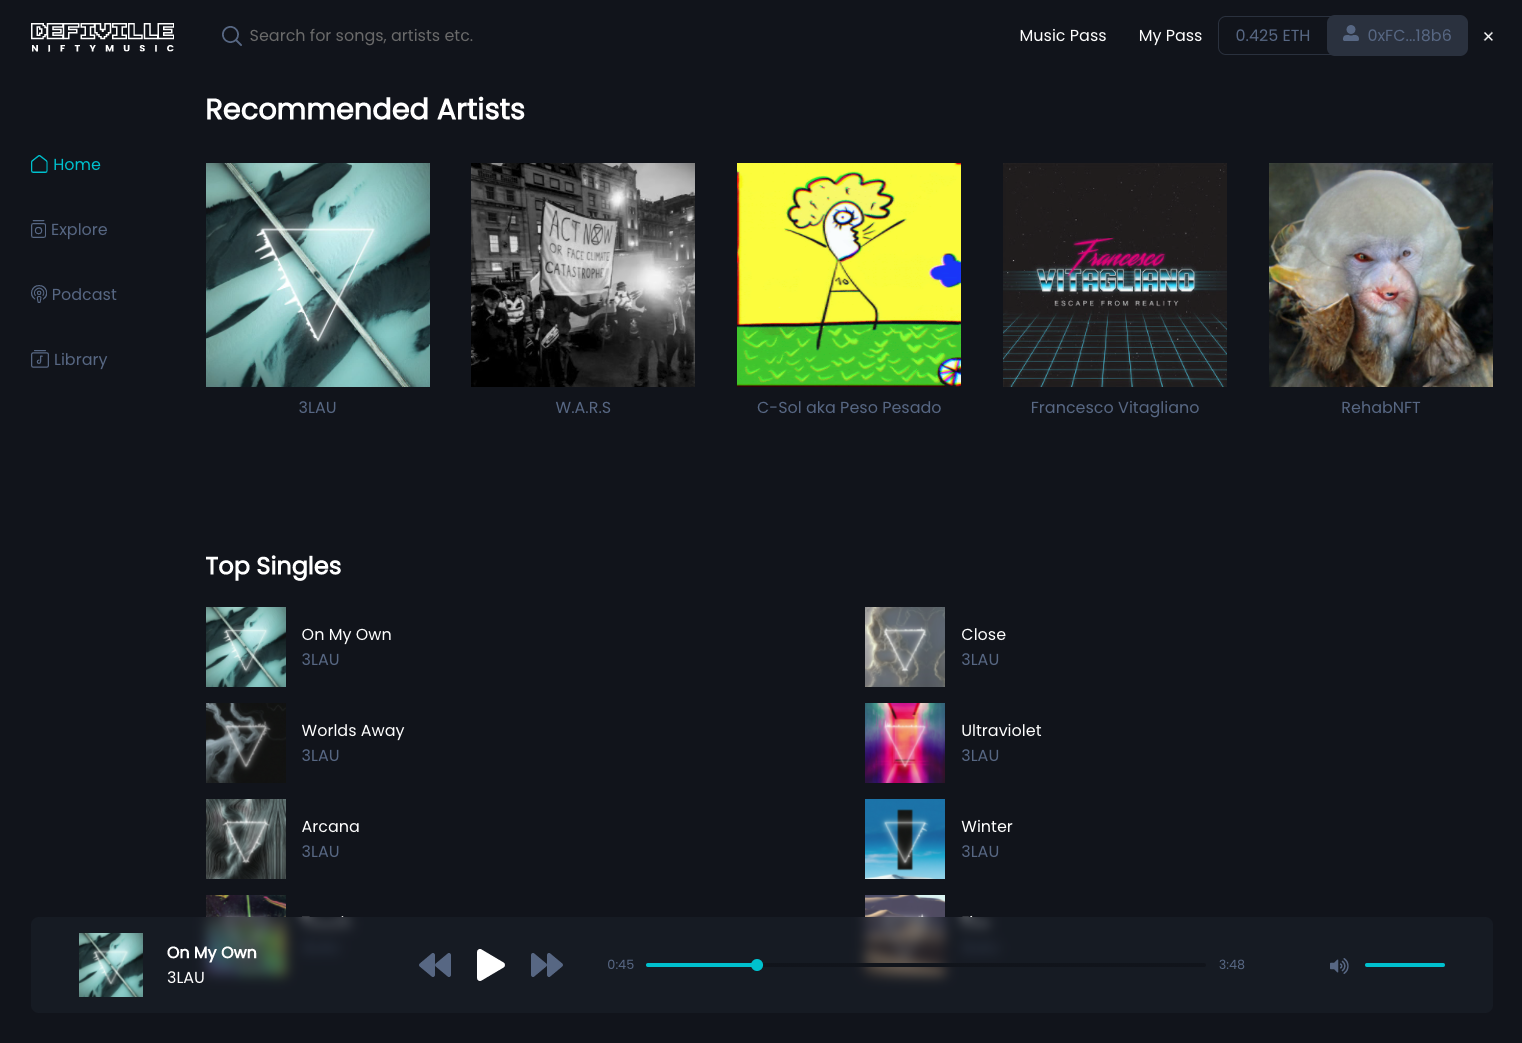 DEFIVILLE
NIFTYMUSIC
Search for songs, artists etc.
Music Pass
My Pass
0.425 ETH
0xFC...18b6
×
Recommended Artists
Home
Explore
Podcast
Library
ACT NOW
OR FACE CLIMATE
CATASTROPHE
10
Francesco
VITAGLIANO
ESCAPE FROM REALITY
3LAU
W.A.R.S
C-Sol aka Peso Pesado
Francesco Vitagliano
RehabNFT
Top Singles
On My Own
3LAU
Close
3LAU
Worlds Away
3LAU
Ultraviolet
3LAU
Arcana
3LAU
Winter
3LAU
On My Own
3LAU
0:45
3:48